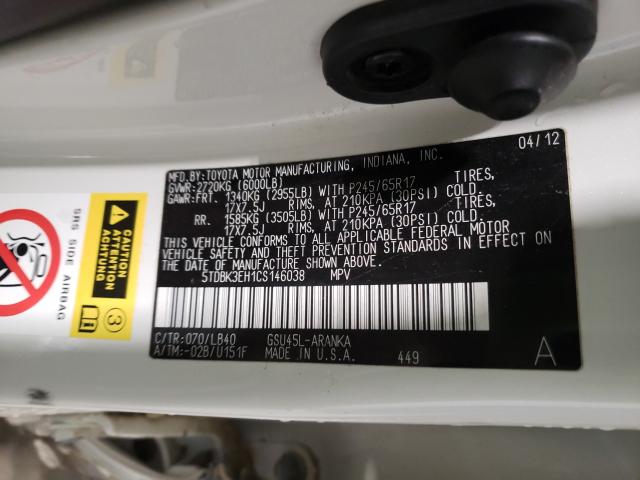 04/12
MFD.BY:TOYOTA MOTOR MANUFACTURING, INDIANA, INC.
GVWR:2720KG (6000LB)
GAWR:FRT. 1340KG (2955LB) WITH P245/65R17 TIRES,
17X7.5J RIMS, AT 210KPA (30PSI) COLD.
RR. 1585KG (3505LB) WITH P245/65R17 TIRES,
17X7.5J RIMS, AT 210KPA (30PSI) COLD.
THIS VEHICLE CONFORMS TO ALL APPLICABLE FEDERAL MOTOR
VEHICLE SAFETY AND THEFT PREVENTION STANDARDS IN EFFECT ON
THE DATE OF MANUFACTURE SHOWN ABOVE.
5TDBK3EH1CS146038 MPV
C/TR:070/LB40 GSU45L-ARANKA
A/TM:-02B/U151F MADE IN U.S.A. 449 A
SRS SIDE AIRBAG
CAUTION
ATTENTION
ACHTUNG
3